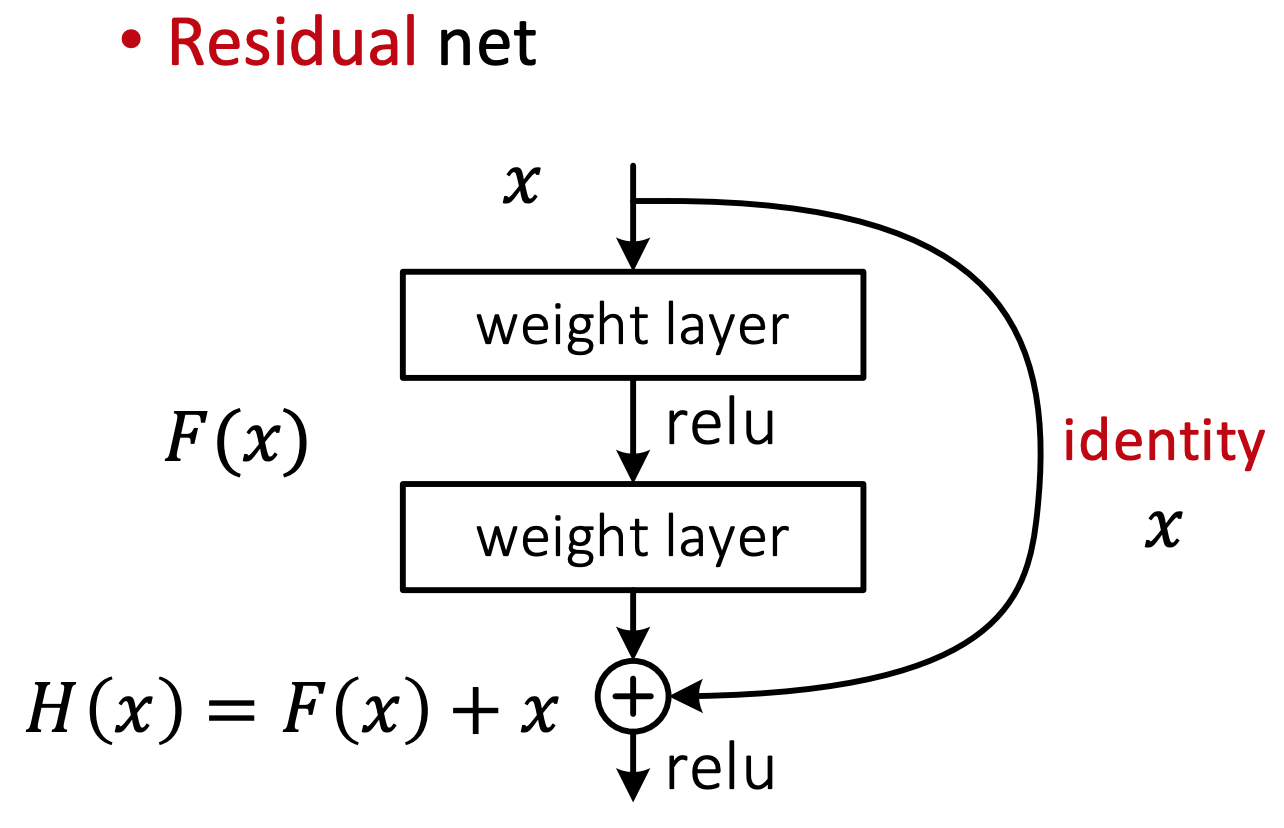 • Residual net
x
weight layer
relu
F(x)
identity
x
weight layer
H(x) = F(x) + x
+
relu